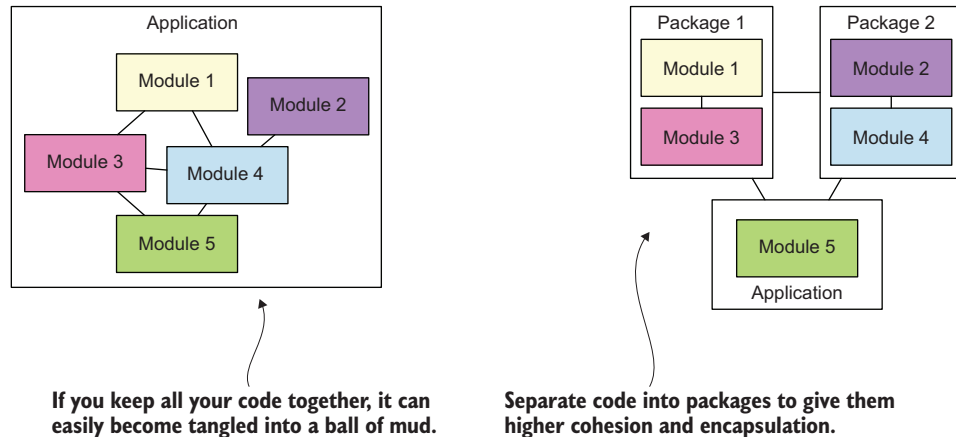 Application
Module 1
Module 2
Module 3
Module 4
Module 5
If you keep all your code together, it can
easily become tangled into a ball of mud.
Package 1
Package 2
Module 1
Module 2
Module 3
Module 4
Module 5
Application
Separate code into packages to give them
higher cohesion and encapsulation.